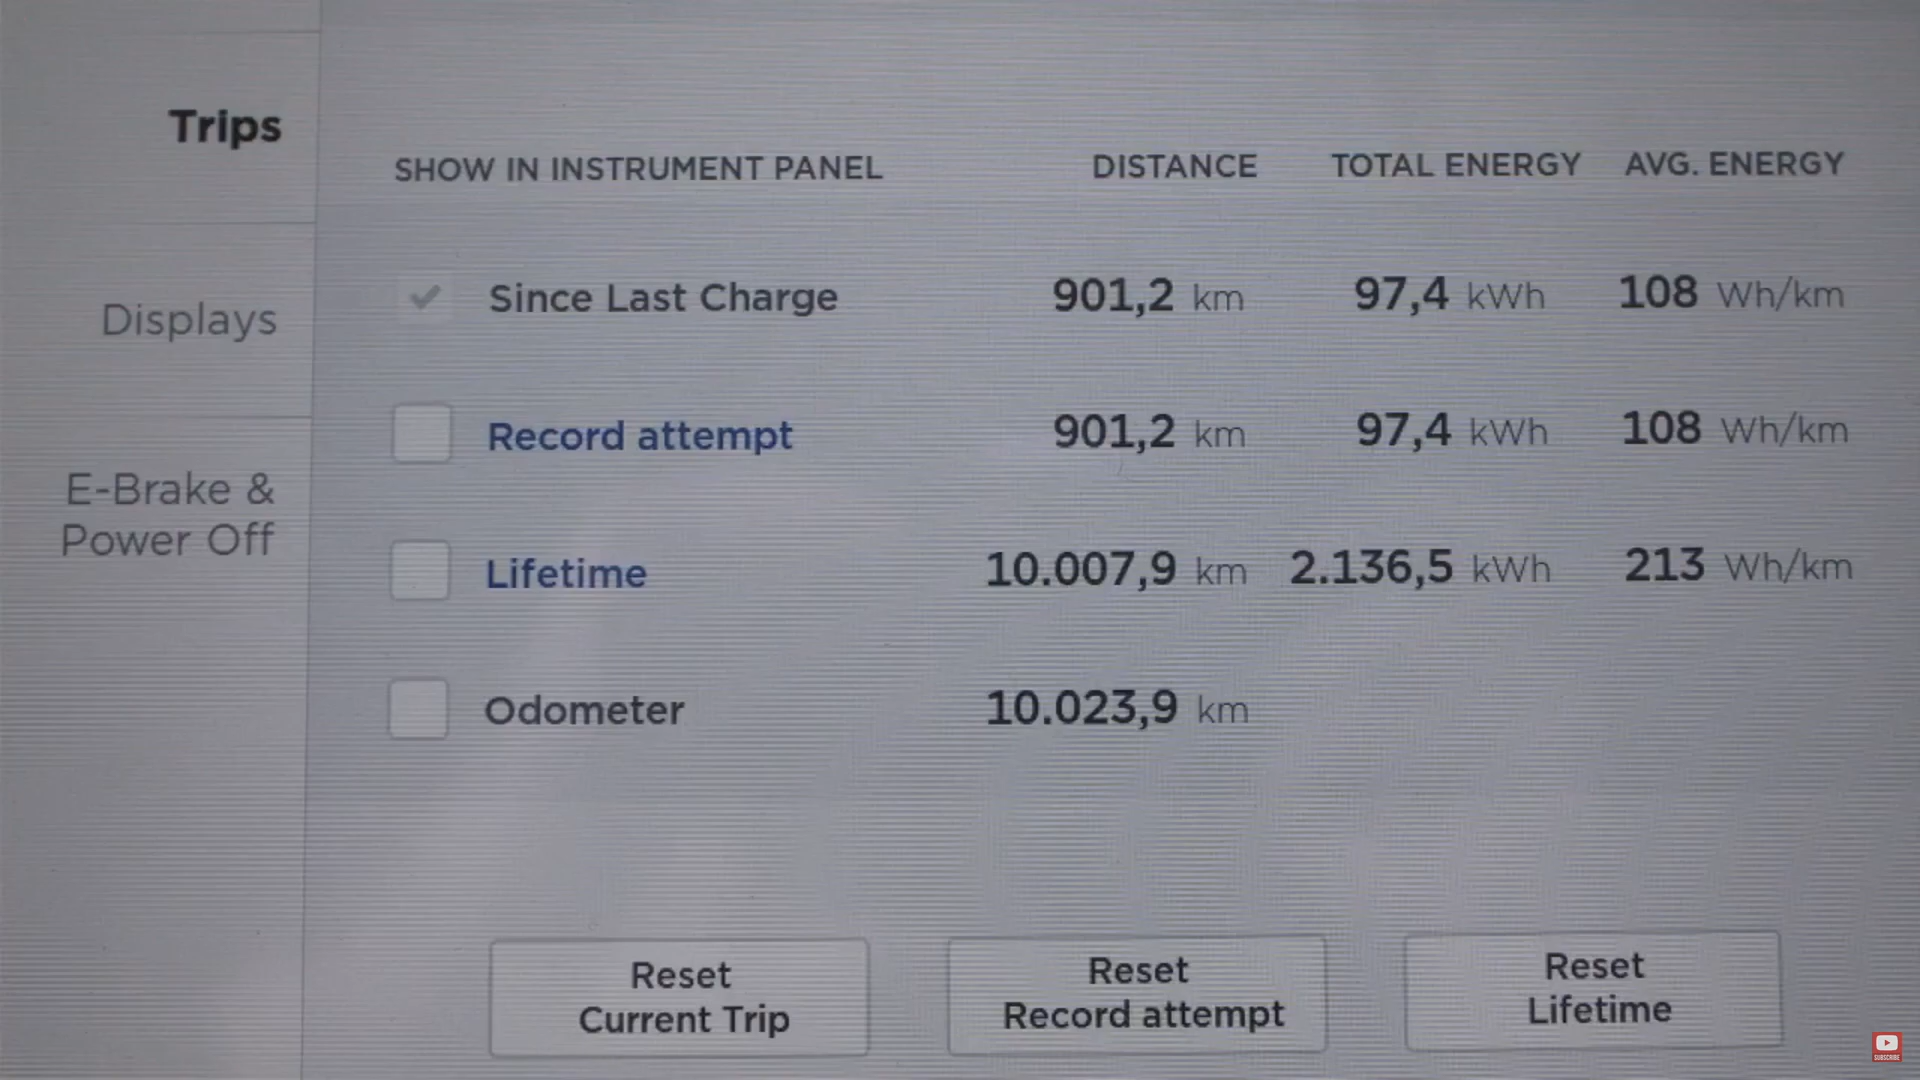 Trips
Displays
E-Brake &
Power Off
SHOW IN INSTRUMENT PANEL DISTANCE TOTAL ENERGY AVG. ENERGY
Since Last Charge 901,2 km 97,4 kWh 108 Wh/km
Record attempt 901,2 km 97,4 kWh 108 Wh/km
Lifetime 10.007,9 km 2.136,5 kWh 213 Wh/km
Odometer 10.023,9 km
Reset
Current Trip
Reset
Record attempt
Reset
Lifetime
SUBSCRIBE